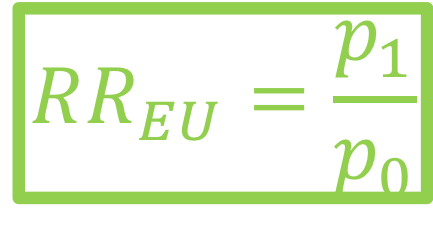 RR_EU = p_1/p_0